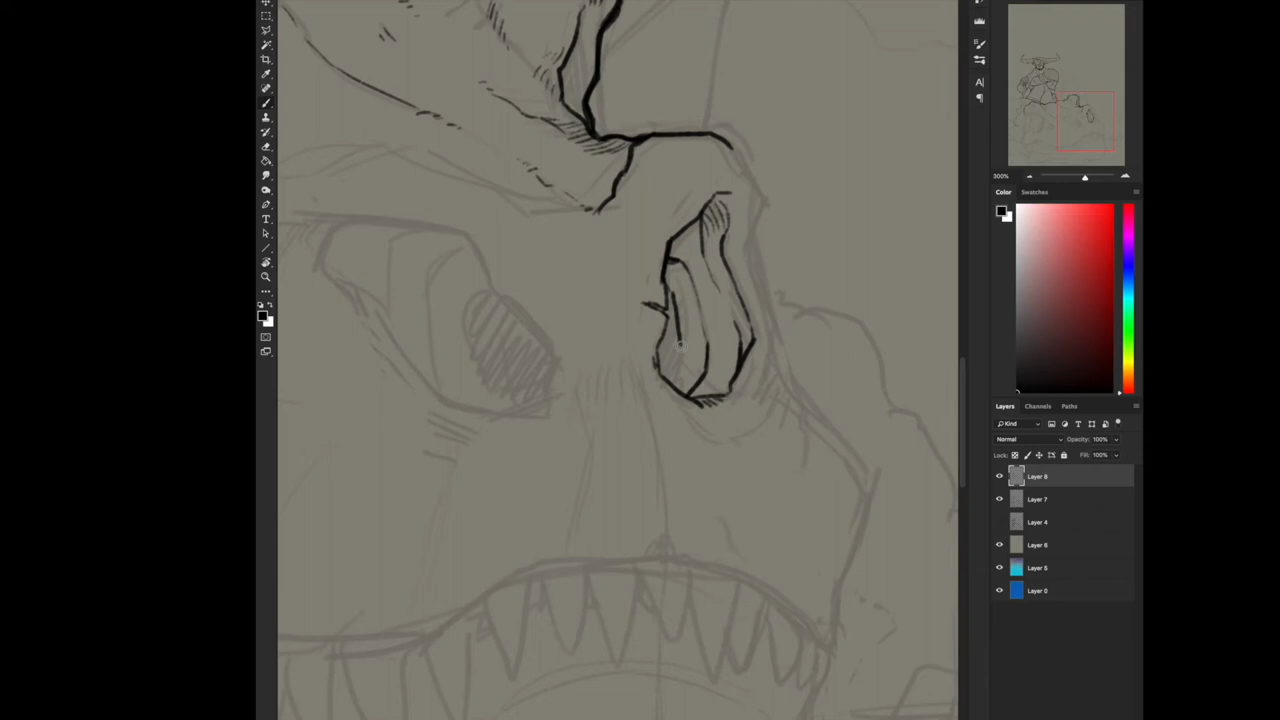 300%
Color Swatches
Layers Channels Paths
Kind
Normal Opacity: 100%
Lock: Fill: 100%
Layer 8
Layer 7
Layer 4
Layer 6
Layer 5
Layer 0